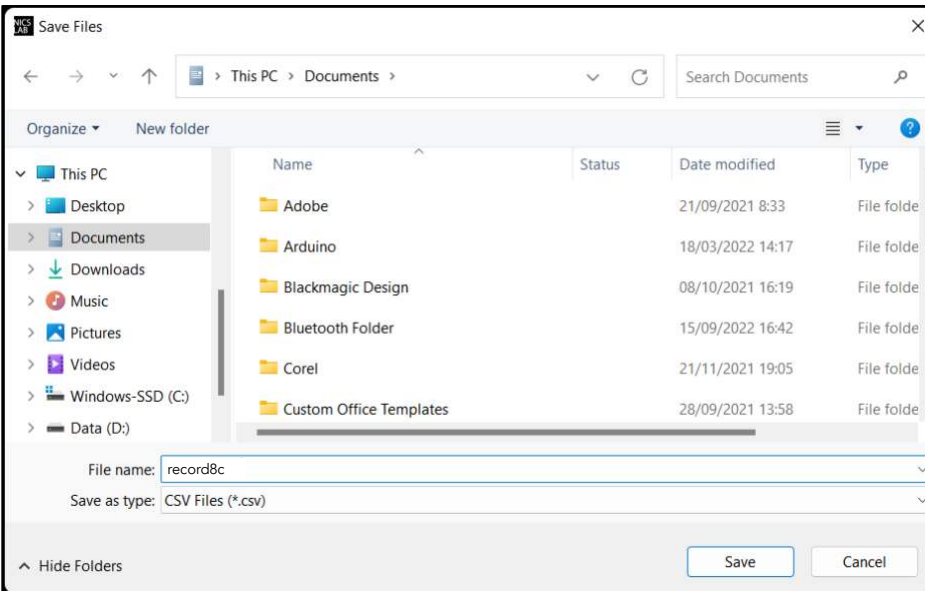 NICS
LAB
Save Files
This PC > Documents >
Search Documents
Organize
New folder
Name
Status
Date modified
Type
This PC
Desktop
Documents
Downloads
Music
Pictures
Videos
Windows-SSD (C:)
Data (D:)
Adobe 21/09/2021 8:33 File folde
Arduino 18/03/2022 14:17 File folde
Blackmagic Design 08/10/2021 16:19 File folde
Bluetooth Folder 15/09/2022 16:42 File folde
Corel 21/11/2021 19:05 File folde
Custom Office Templates 28/09/2021 13:58 File folde
File name: record8c
Save as type: CSV Files (*.csv)
Hide Folders
Save
Cancel